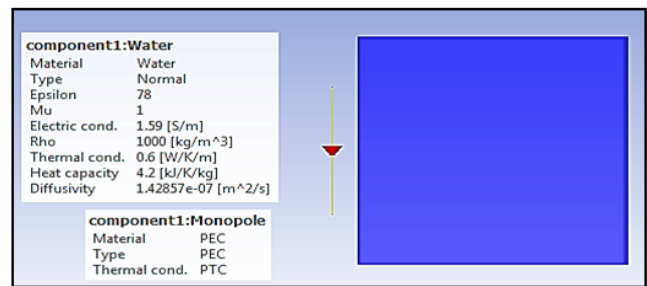 component1:Water
Material Water
Type Normal
Epsilon 78
Mu 1
Electric cond. 1.59 [S/m]
Rho 1000 [kg/m^3]
Thermal cond. 0.6 [W/K/m]
Heat capacity 4.2 [kJ/K/kg]
Diffusivity 1.42857e-07 [m^2/s]
component1:Monopole
Material PEC
Type PEC
Thermal cond. PTC